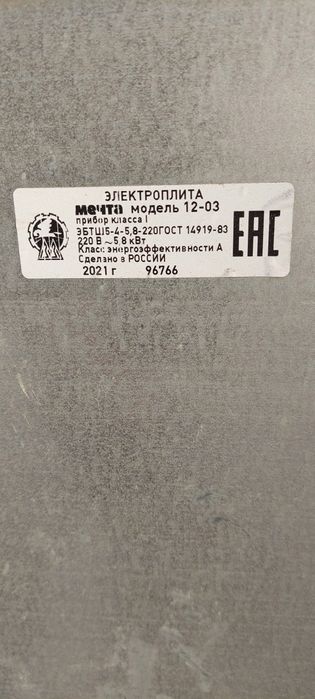 ЭЛЕКТРОПЛИТА
мечта модель 12-03
прибор класса I
ЭБТШ5-4-5,8-220ГОСТ 14919-83
220 В ~ 5,8 кВт
Класс энергоэффективности А
Сделано в РОССИИ
2021 г 96766
ЕАС